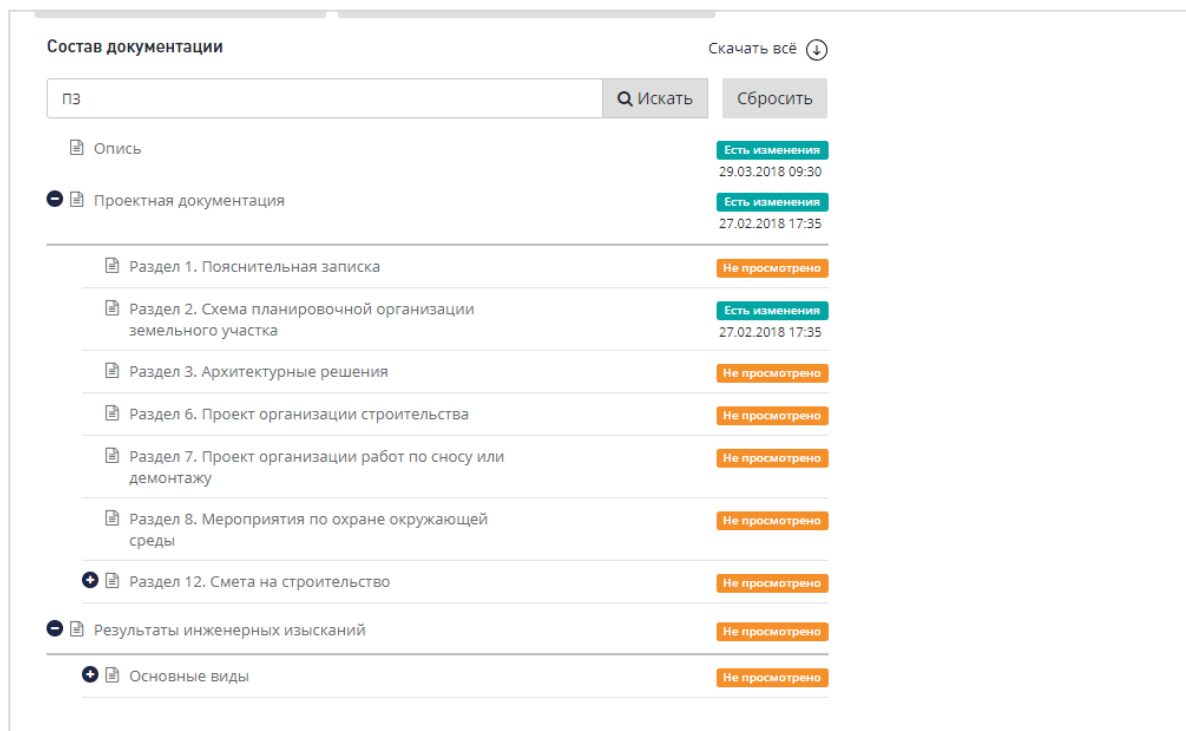 Состав документации
Скачать всё
ПЗ
Искать
Сбросить
Опись
Есть изменения
29.03.2018 09:30
Проектная документация
Есть изменения
27.02.2018 17:35
Раздел 1. Пояснительная записка
Не просмотрено
Раздел 2. Схема планировочной организации
земельного участка
Есть изменения
27.02.2018 17:35
Раздел 3. Архитектурные решения
Не просмотрено
Раздел 6. Проект организации строительства
Не просмотрено
Раздел 7. Проект организации работ по сносу или
демонтажу
Не просмотрено
Раздел 8. Мероприятия по охране окружающей
среды
Не просмотрено
Раздел 12. Смета на строительство
Не просмотрено
Результаты инженерных изысканий
Не просмотрено
Основные виды
Не просмотрено